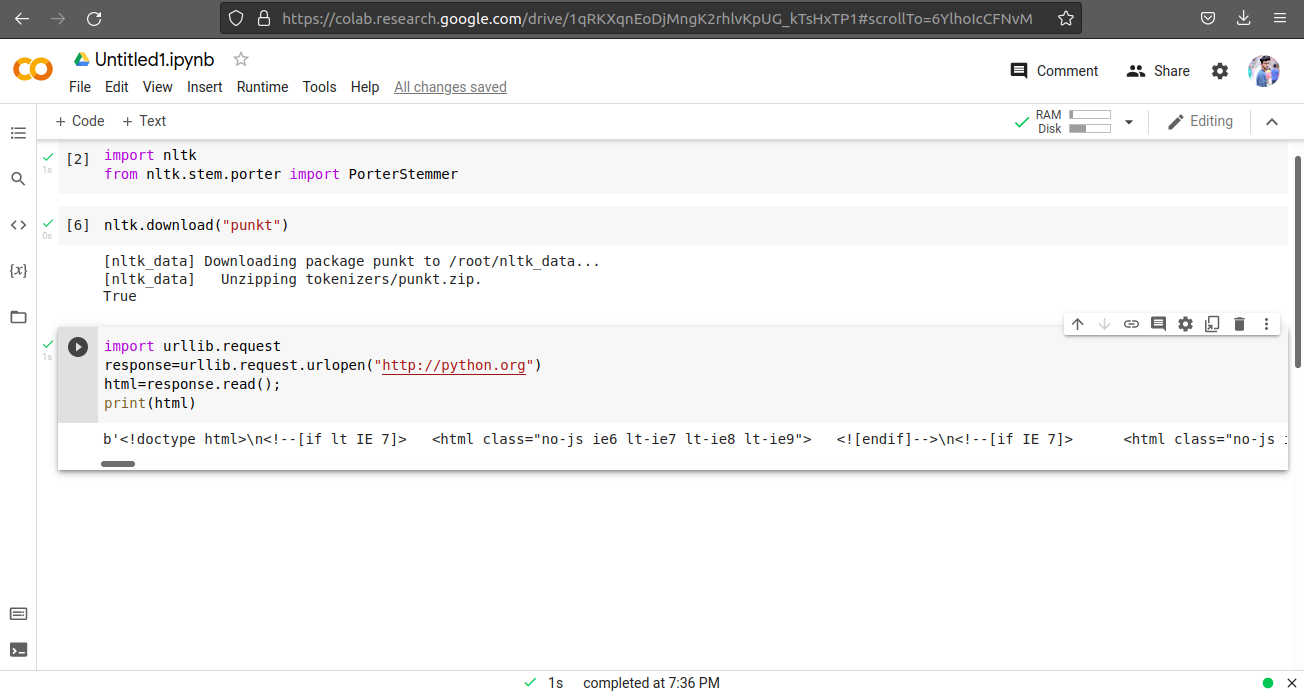 https://colab.research.google.com/drive/1qRKXqnEoDjMngK2rhlvKpUG_kTsHxTP1#scrollTo=6YlhoIcCFNvM
Untitled1.ipynb
File Edit View Insert Runtime Tools Help All changes saved
Comment Share
+ Code + Text
RAM
Disk
Editing
[2] import nltk
1s
from nltk.stem.porter import PorterStemmer
[6] nltk.download("punkt")
0s
[nltk_data] Downloading package punkt to /root/nltk_data...
[nltk_data]   Unzipping tokenizers/punkt.zip.
True
import urllib.request
1s
response=urllib.request.urlopen("http://python.org")
html=response.read();
print(html)
b'<!doctype html>\n<!--[if lt IE 7]>   <html class="no-js ie6 lt-ie7 lt-ie8 lt-ie9">   <![endif]-->\n<!--[if IE 7]>      <html class="no-js i
{x}
1s completed at 7:36 PM